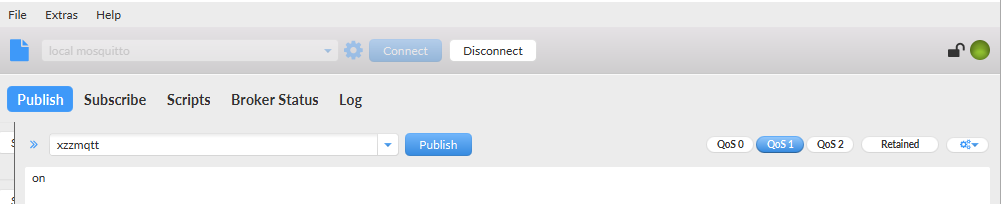 File Extras Help
local mosquitto Connect Disconnect
Publish Subscribe Scripts Broker Status Log
xzzmqtt Publish QoS 0 QoS 1 QoS 2 Retained
on